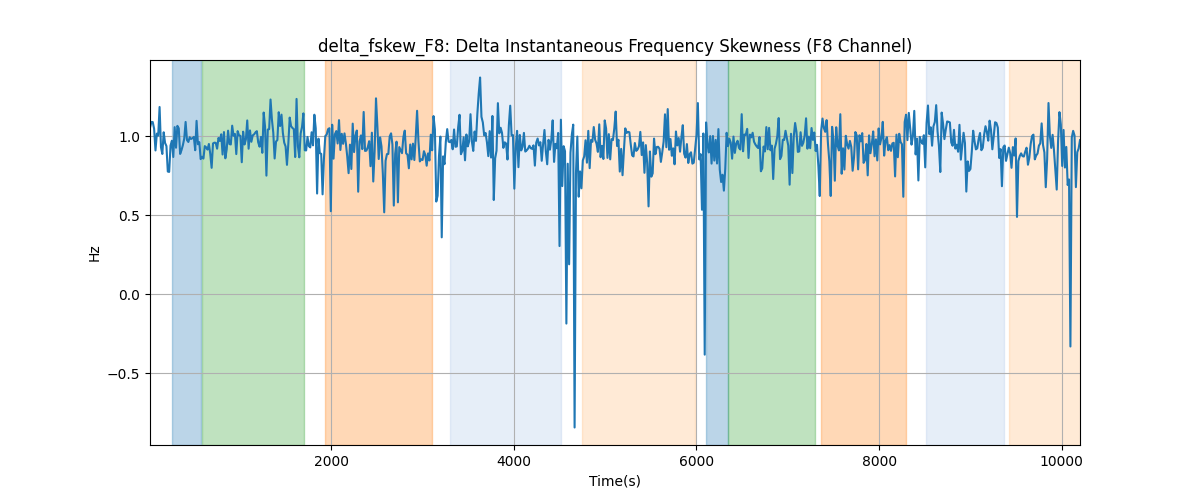 delta_fskew_F8: Delta Instantaneous Frequency Skewness (F8 Channel)
1.0
0.5
0.0
−0.5
Hz
2000 4000 6000 8000 10000
Time(s)